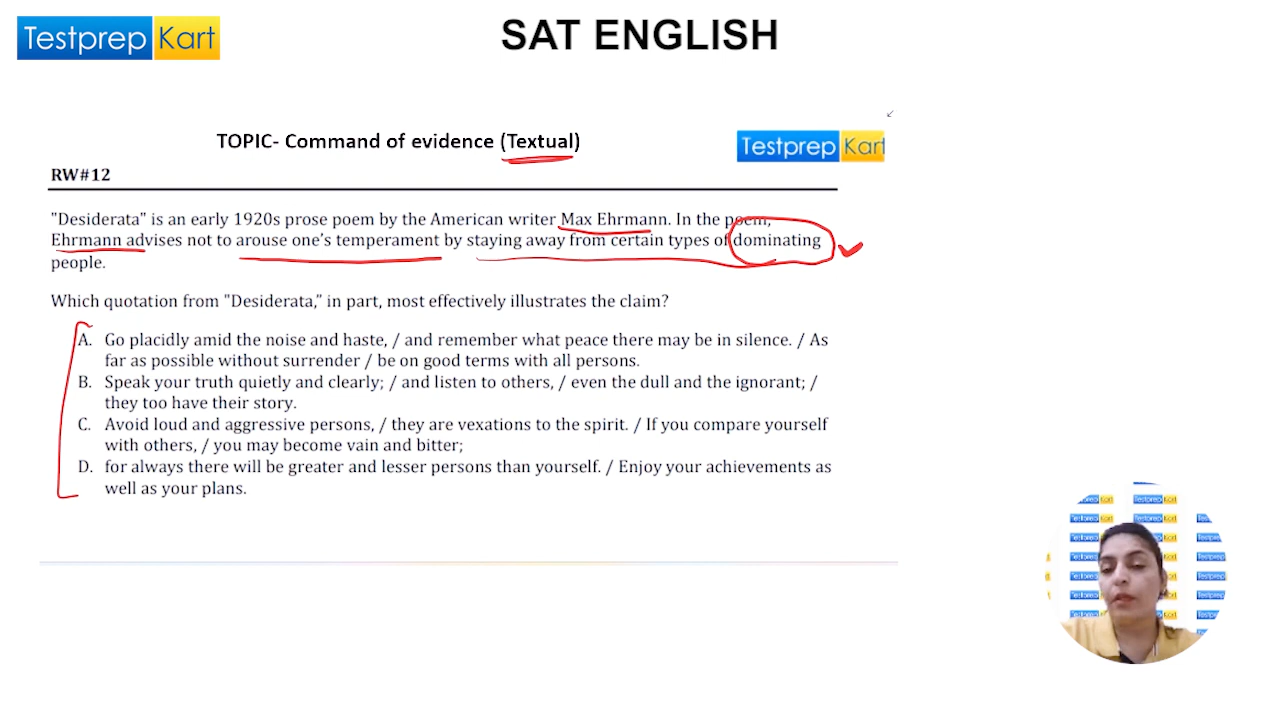 Testprep Kart
SAT ENGLISH
TOPIC- Command of evidence (Textual)
Testprep Kart
RW#12
"Desiderata" is an early 1920s prose poem by the American writer Max Ehrmann. In the poem,
Ehrmann advises not to arouse one's temperament by staying away from certain types of dominating
people.
Which quotation from "Desiderata," in part, most effectively illustrates the claim?
A. Go placidly amid the noise and haste, / and remember what peace there may be in silence. / As
far as possible without surrender / be on good terms with all persons.
B. Speak your truth quietly and clearly; / and listen to others, / even the dull and the ignorant; /
they too have their story.
C. Avoid loud and aggressive persons, / they are vexations to the spirit. / If you compare yourself
with others, / you may become vain and bitter;
D. for always there will be greater and lesser persons than yourself. / Enjoy your achievements as
well as your plans.